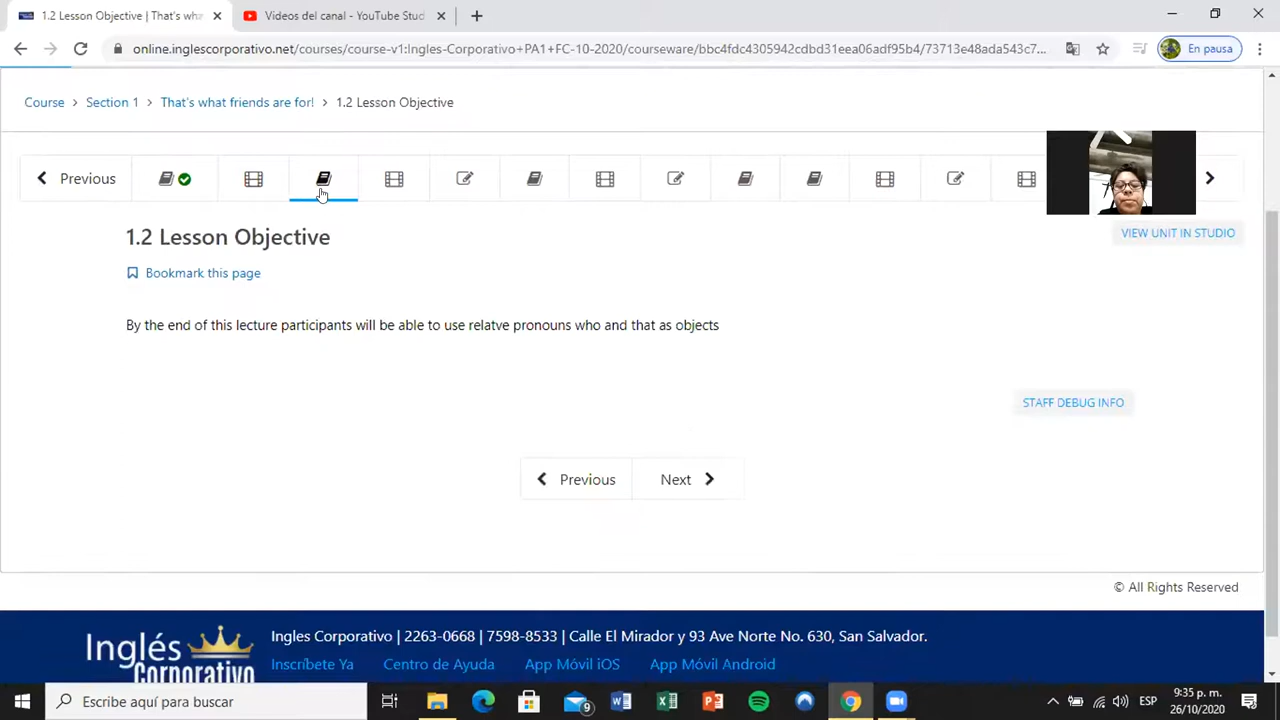 1.2 Lesson Objective | That's wha
Videos del canal - YouTube Stud
online.inglescorporativo.net/courses/course-v1:Ingles-Corporativo+PA1+FC-10-2020/courseware/bbc4fdc4305942cdbd31eea06adf95b4/73713e48ada543c7...
En pausa
Course > Section 1 > That's what friends are for! > 1.2 Lesson Objective
Previous
1.2 Lesson Objective
VIEW UNIT IN STUDIO
Bookmark this page
By the end of this lecture participants will be able to use relatve pronouns who and that as objects
STAFF DEBUG INFO
Previous
Next
© All Rights Reserved
Inglés
Corporativo
Ingles Corporativo | 2263-0668 | 7598-8533 | Calle El Mirador y 93 Ave Norte No. 630, San Salvador.
Inscríbete Ya
Centro de Ayuda
App Móvil iOS
App Móvil Android
Escribe aquí para buscar
9
ESP
9:35 p. m.
26/10/2020